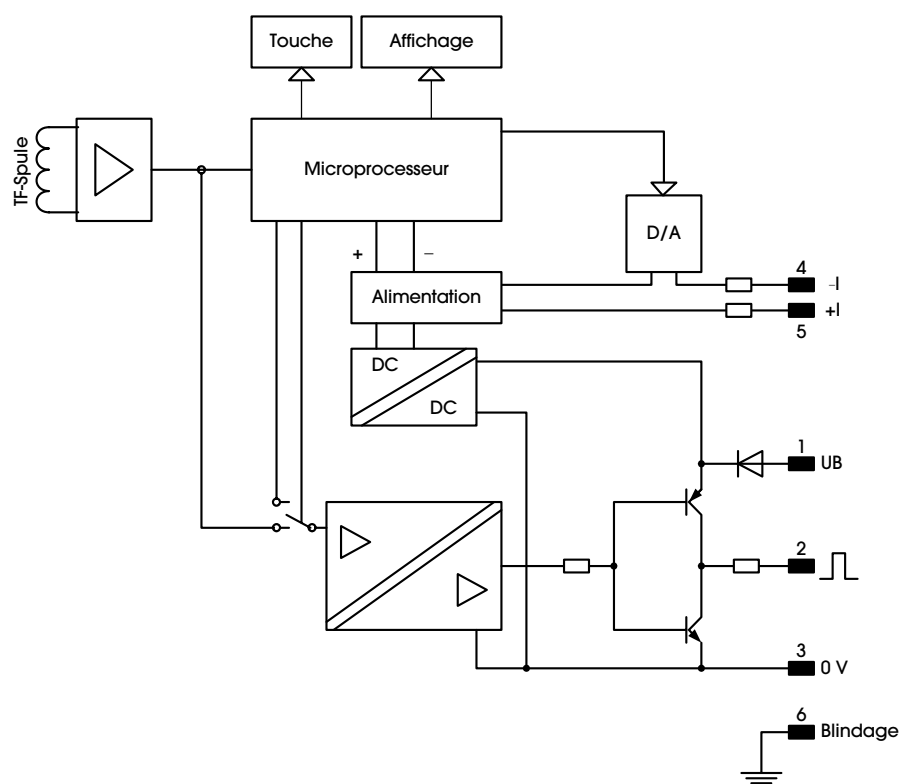 Touche
Affichage
TF-Spule
Microprocesseur
D/A
+
–
4
–I
Alimentation
+I
5
DC
DC
1
UB
2
3
0 V
6
Blindage